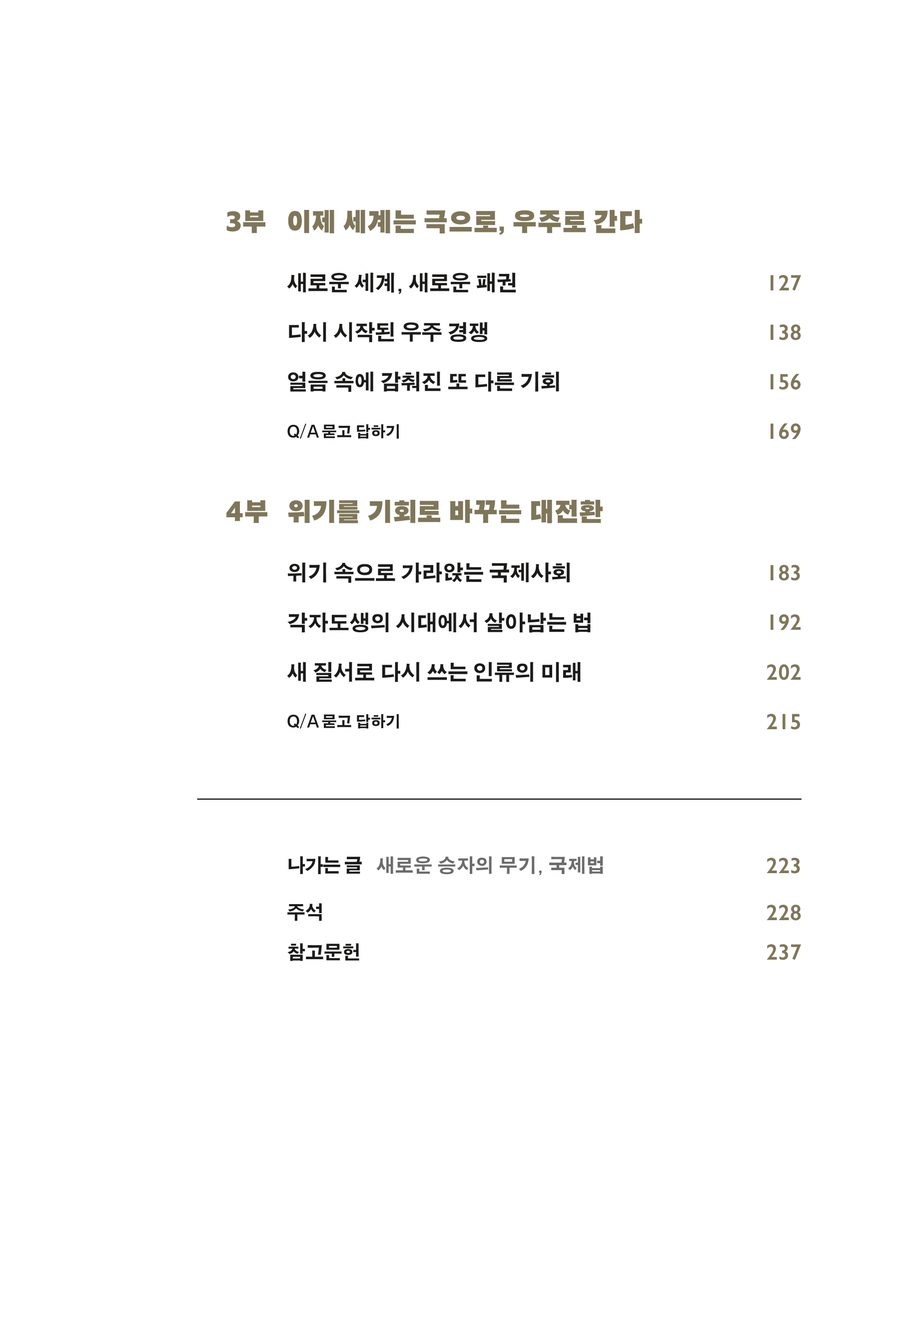 3부 이제 세계는 극으로, 우주로 간다
새로운 세계, 새로운 패권 127
다시 시작된 우주 경쟁 138
얼음 속에 감춰진 또 다른 기회 156
Q/A 묻고 답하기 169
4부 위기를 기회로 바꾸는 대전환
위기 속으로 가라앉는 국제사회 183
각자도생의 시대에서 살아남는 법 192
새 질서로 다시 쓰는 인류의 미래 202
Q/A 묻고 답하기 215
나가는 글 새로운 승자의 무기, 국제법 223
주석 228
참고문헌 237